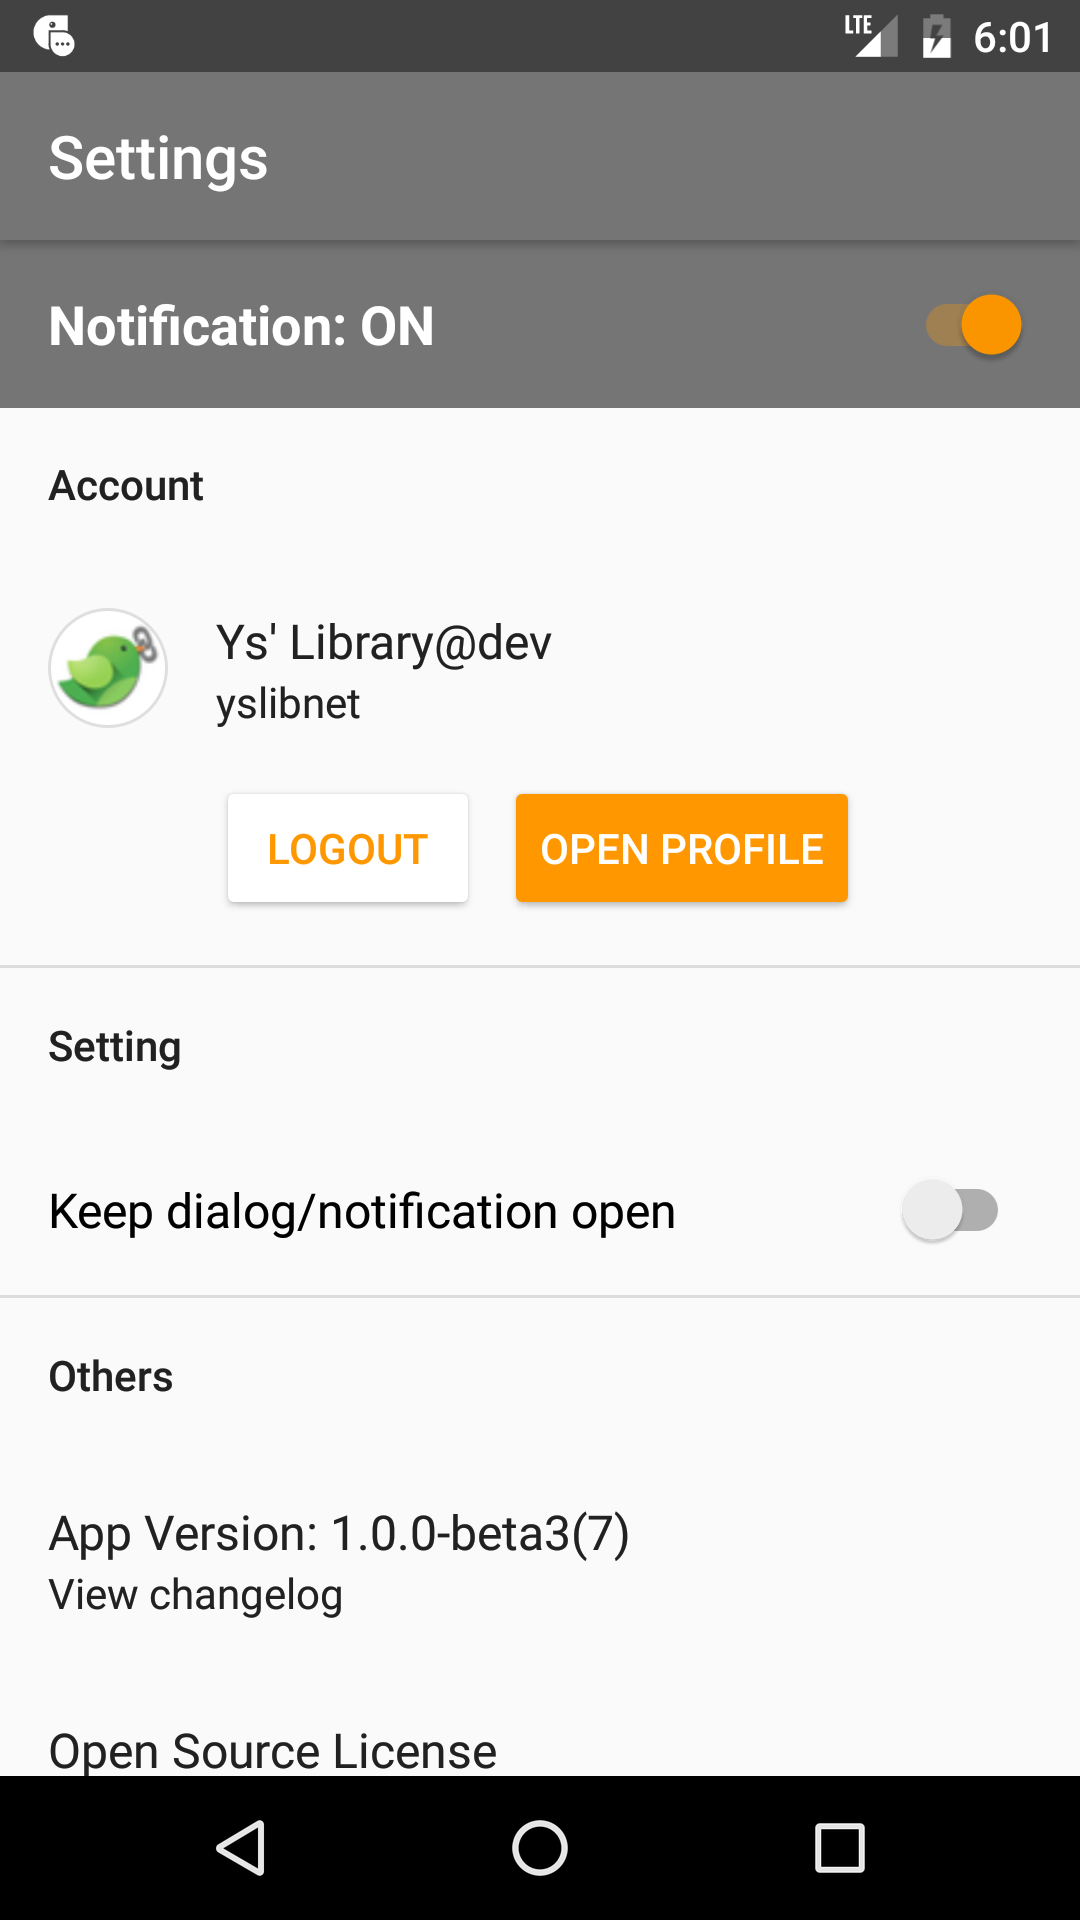 LTE 6:01
Settings
Notification: ON
Account
Ys' Library@dev
yslibnet
LOGOUT OPEN PROFILE
Setting
Keep dialog/notification open
Others
App Version: 1.0.0-beta3(7)
View changelog
Open Source License